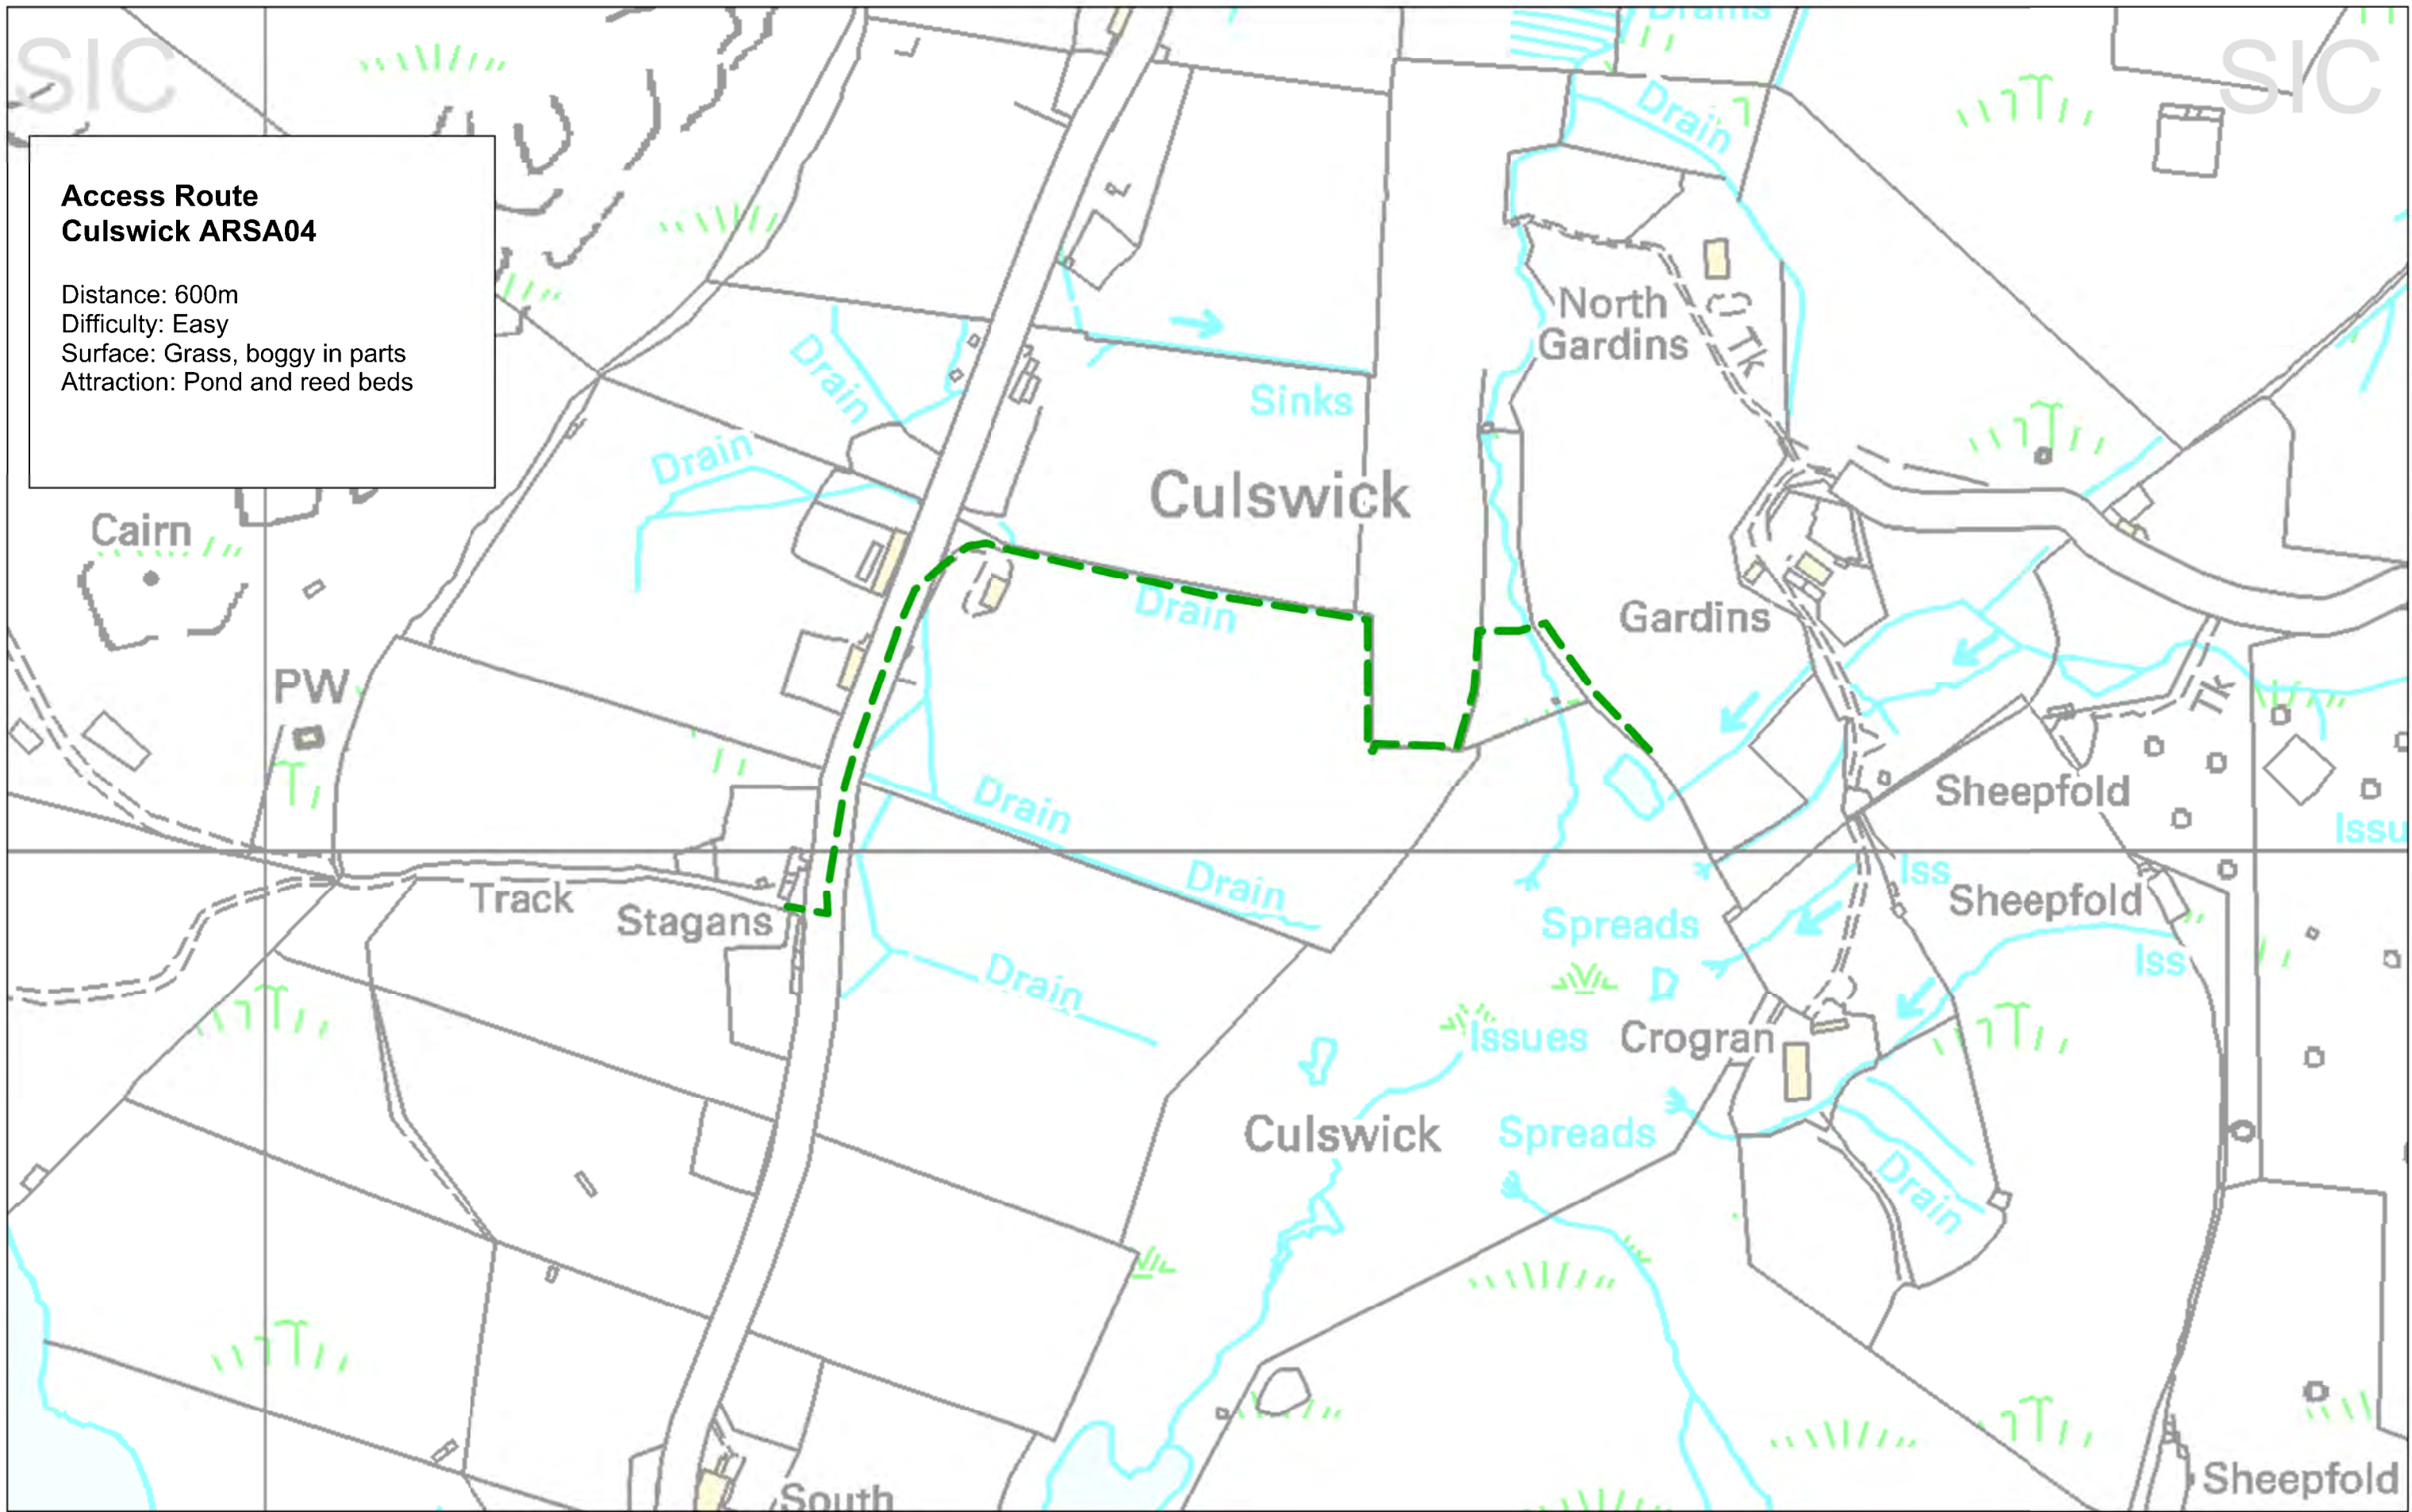 SIC
SIC
Drains
Access Route
Culswick ARSA04
Distance: 600m
Difficulty: Easy
Surface: Grass, boggy in parts
Attraction: Pond and reed beds
Drain
North
Gardins
Tk
Drain
Sinks
Drain
Culswick
Cairn
Drain
Gardins
PW
Tk
Drain
Sheepfold
Issu
Track
Stagans
Drain
Iss
Sheepfold
Spreads
Drain
Iss
Issues
Crogran
Culswick
Spreads
Drain
Sheepfold
South